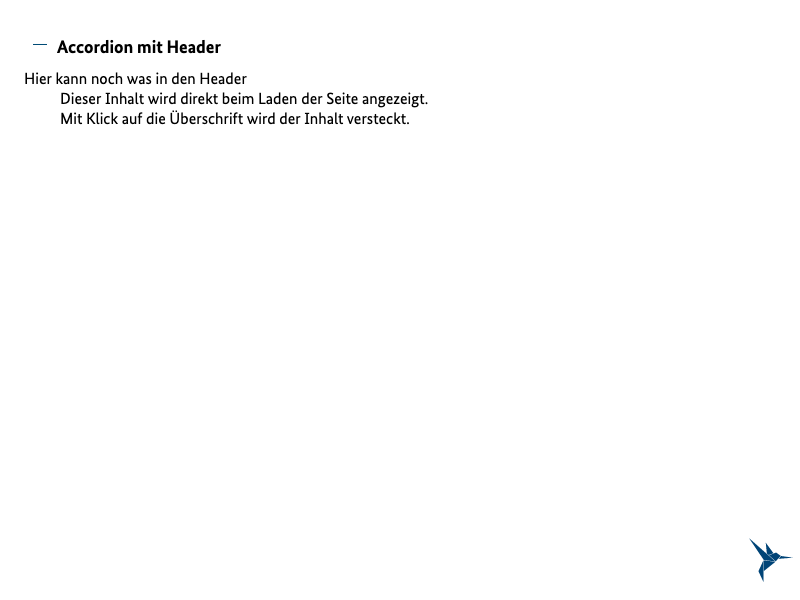 Accordion mit Header
Hier kann noch was in den Header
Dieser Inhalt wird direkt beim Laden der Seite angezeigt.
Mit Klick auf die Überschrift wird der Inhalt versteckt.